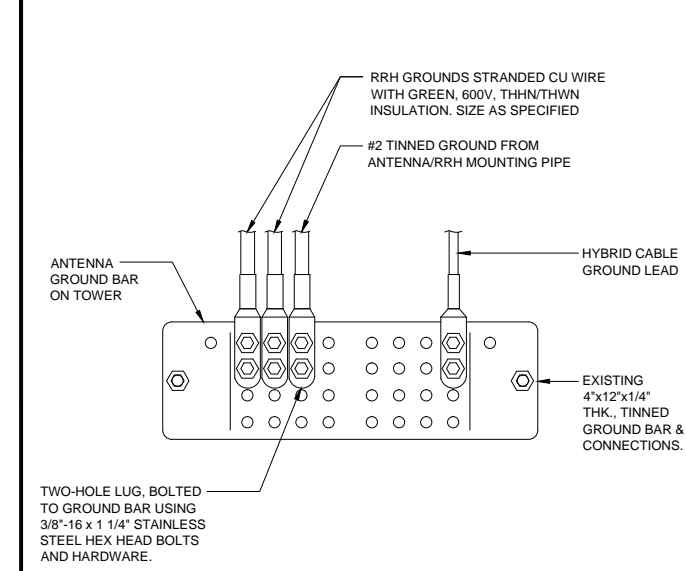 RRH GROUNDS STRANDED CU WIRE
WITH GREEN, 600V, THHN/THWN
INSULATION. SIZE AS SPECIFIED
#2 TINNED GROUND FROM
ANTENNA/RRH MOUNTING PIPE
ANTENNA
GROUND BAR
ON TOWER
HYBRID CABLE
GROUND LEAD
EXISTING
4"x12"x1/4"
THK., TINNED
GROUND BAR &
CONNECTIONS.
TWO-HOLE LUG, BOLTED
TO GROUND BAR USING
3/8"-16 x 1 1/4" STAINLESS
STEEL HEX HEAD BOLTS
AND HARDWARE.